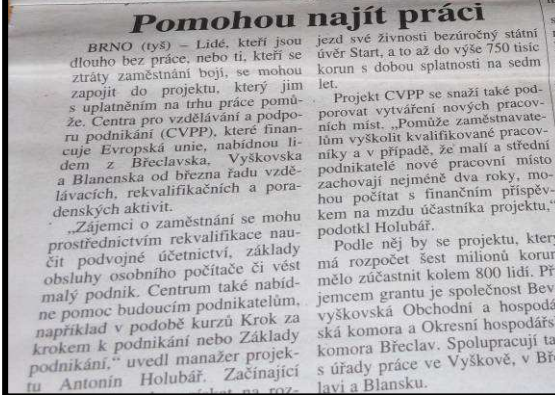 Pomohou najít práci
BRNO (tyš) – Lidé, kteří jsou
dlouho bez práce, nebo ti, kteří se
ztráty zaměstnání bojí, se mohou
zapojit do projektu, který jim
s uplatněním na trhu práce pomů-
že. Centra pro vzdělávání a podpo-
ru podnikání (CVPP), které finan-
cuje Evropská unie, nabídnou li-
dem z Břeclavska, Vyškovska
a Blanenska od března řadu vzdě-
lávacích, rekvalifikačních a pora-
denských aktivit.
„Zájemci o zaměstnání se mohu
prostřednictvím rekvalifikace nau-
čit podvojné účetnictví, základy
obsluhy osobního počítače či vést
malý podnik. Centrum také nabíd-
ne pomoc budoucím podnikatelům,
například v podobě kurzů Krok za
krokem k podnikání nebo Základy
podnikání,“ uvedl manažer projek-
tu Antonín Holubář. Začínající
na roz-
jezd své živnosti bezúročný státní
úvěr Start, a to až do výše 750 tisíc
korun s dobou splatnosti na sedm
let.
Projekt CVPP se snaží také pod-
porovat vytváření nových pracov-
ních míst. „Pomůže zaměstnavate-
lům vyškolit kvalifikované pracov-
níky a v případě, že malí a střední
podnikatelé nové pracovní místo
zachovají nejméně dva roky, mo-
hou počítat s finančním příspěv-
kem na mzdu účastníka projektu,“
podotkl Holubář.
Podle něj by se projektu, kter
má rozpočet šest milionů korun
mělo zúčastnit kolem 800 lidí. Př
jemcem grantu je společnost Bev
vyškovská Obchodní a hospodá
ská komora a Okresní hospodářs
komora Břeclav. Spolupracují ta
s úřady práce ve Vyškově, v Bř
lavi a Blansku.